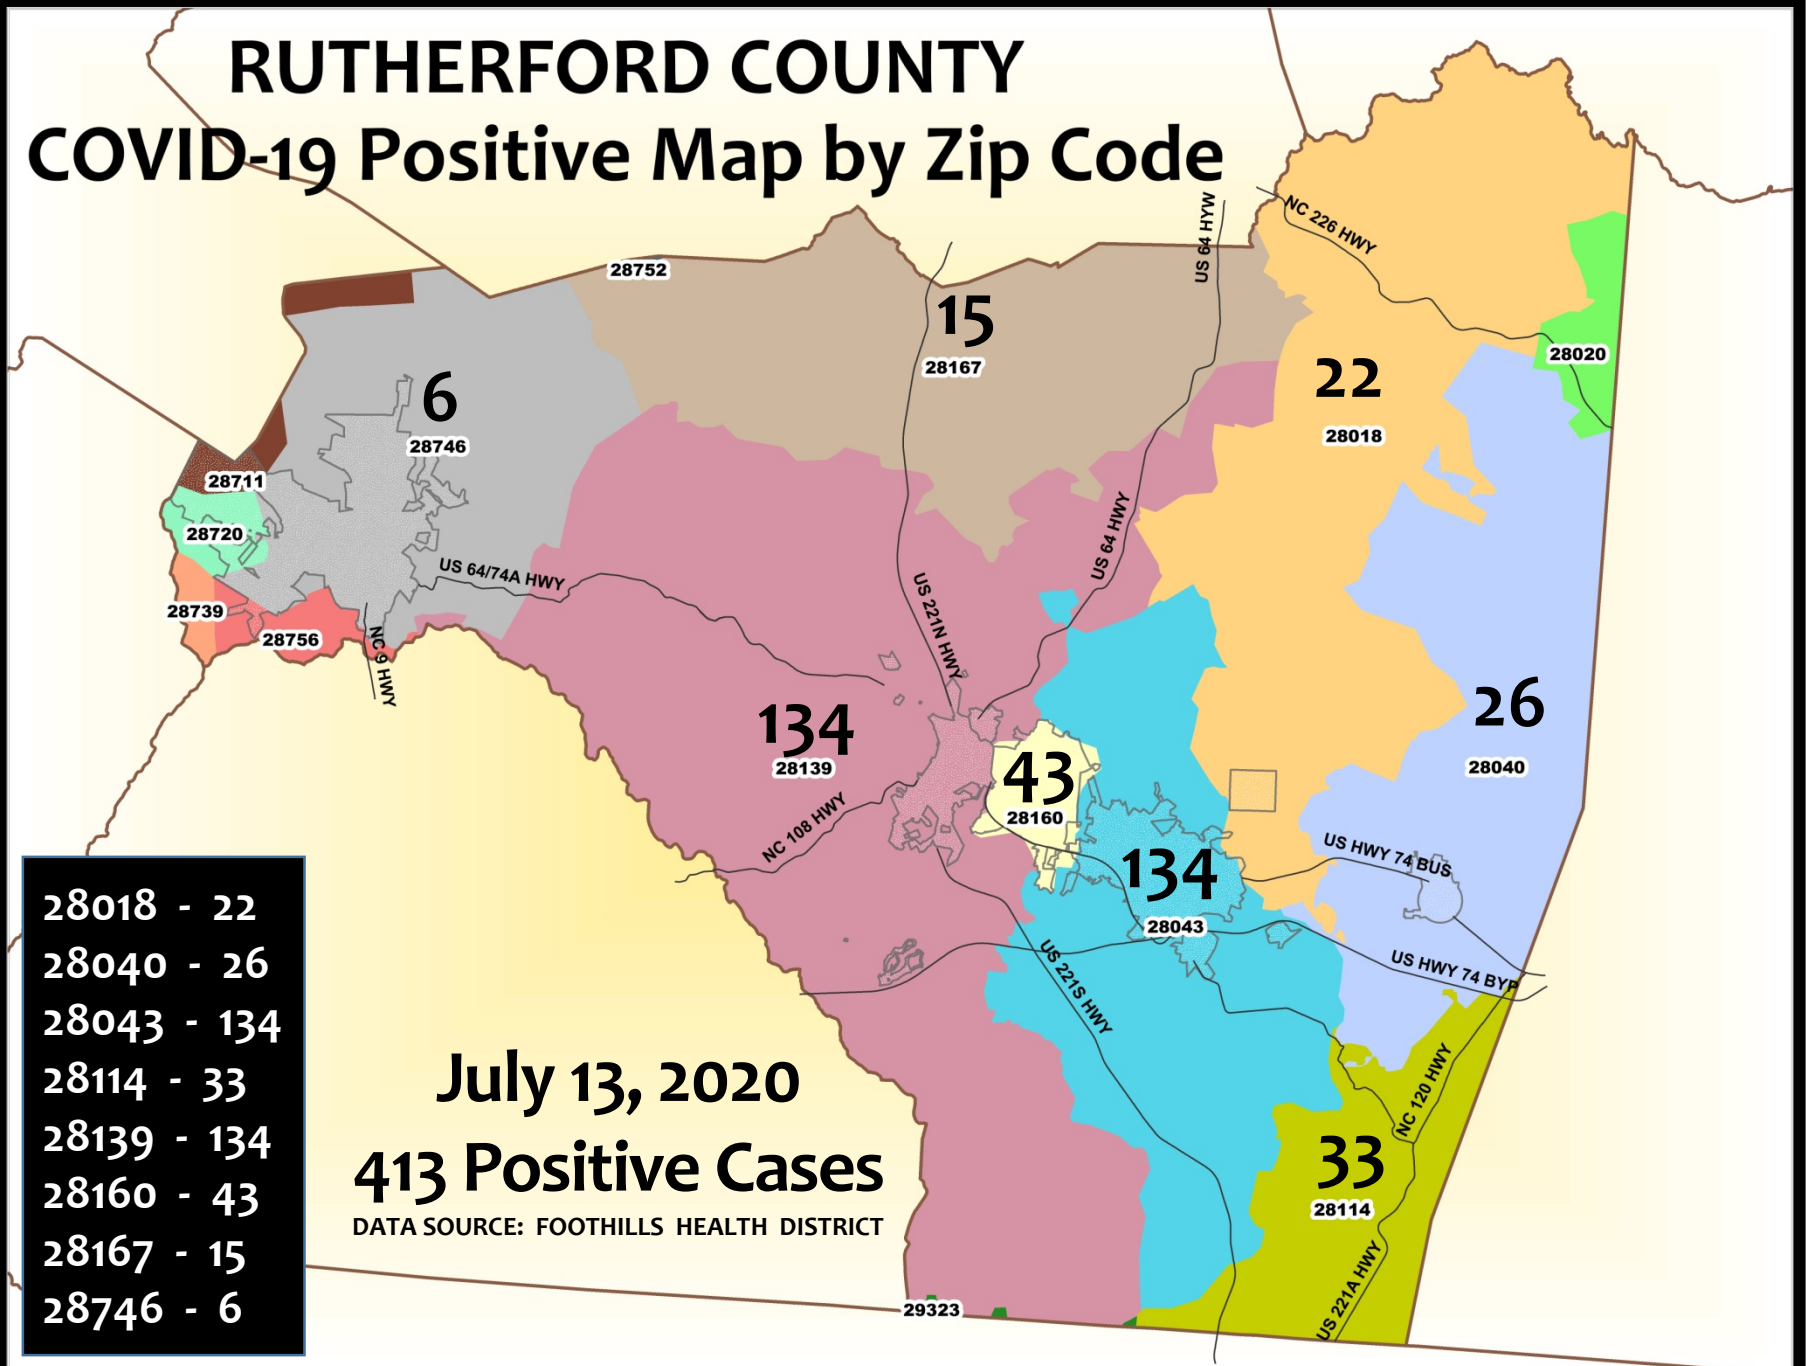 RUTHERFORD COUNTY
COVID-19 Positive Map by Zip Code
US 64 HYW
NC 226 HWY
28752
15
28167
28020
22
28018
6
28746
28711
28720
US 64/74A HWY
US 64 HWY
28739
28756
NC 9 HWY
US 221N HWY
26
28040
134
28139
43
28160
NC 108 HWY
134
28043
US HWY 74 BUS
US 221S HWY
US HWY 74 BYP
NC 120 HWY
33
28114
US 221A HWY
29323
28018 - 22
28040 - 26
28043 - 134
28114 - 33
28139 - 134
28160 - 43
28167 - 15
28746 - 6
July 13, 2020
413 Positive Cases
DATA SOURCE: FOOTHILLS HEALTH DISTRICT